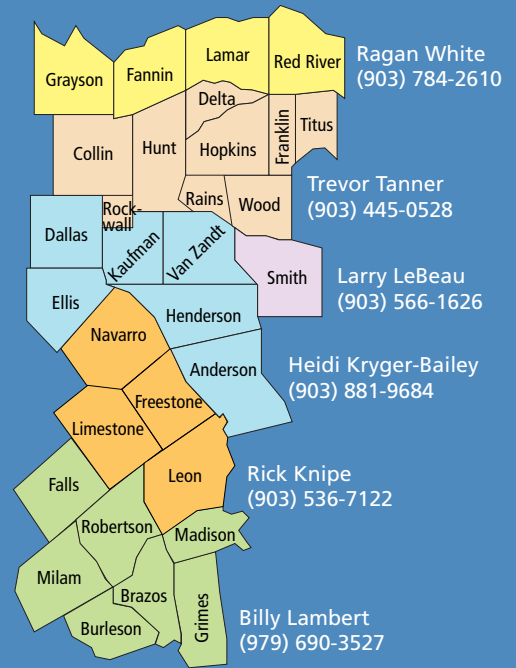 Grayson
Fannin
Lamar
Red River
Ragan White
(903) 784-2610
Delta
Collin
Hunt
Hopkins
Franklin
Titus
Rains
Wood
Trevor Tanner
(903) 445-0528
Rock-
wall
Dallas
Kaufman
Van Zandt
Smith
Larry LeBeau
(903) 566-1626
Ellis
Henderson
Navarro
Anderson
Heidi Kryger-Bailey
(903) 881-9684
Freestone
Limestone
Leon
Rick Knipe
(903) 536-7122
Falls
Robertson
Madison
Milam
Brazos
Burleson
Grimes
Billy Lambert
(979) 690-3527